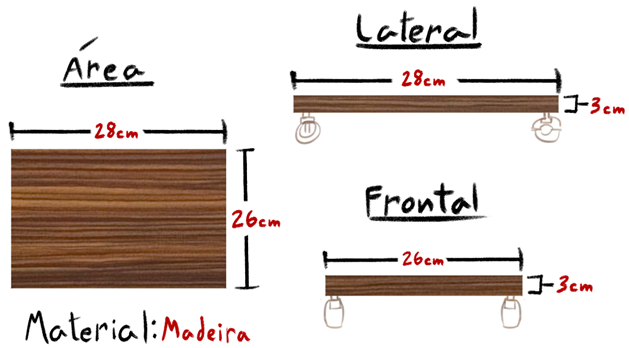 Área
28cm
26cm
Material: Madeira
Lateral
28cm
3cm
Frontal
26cm
3cm